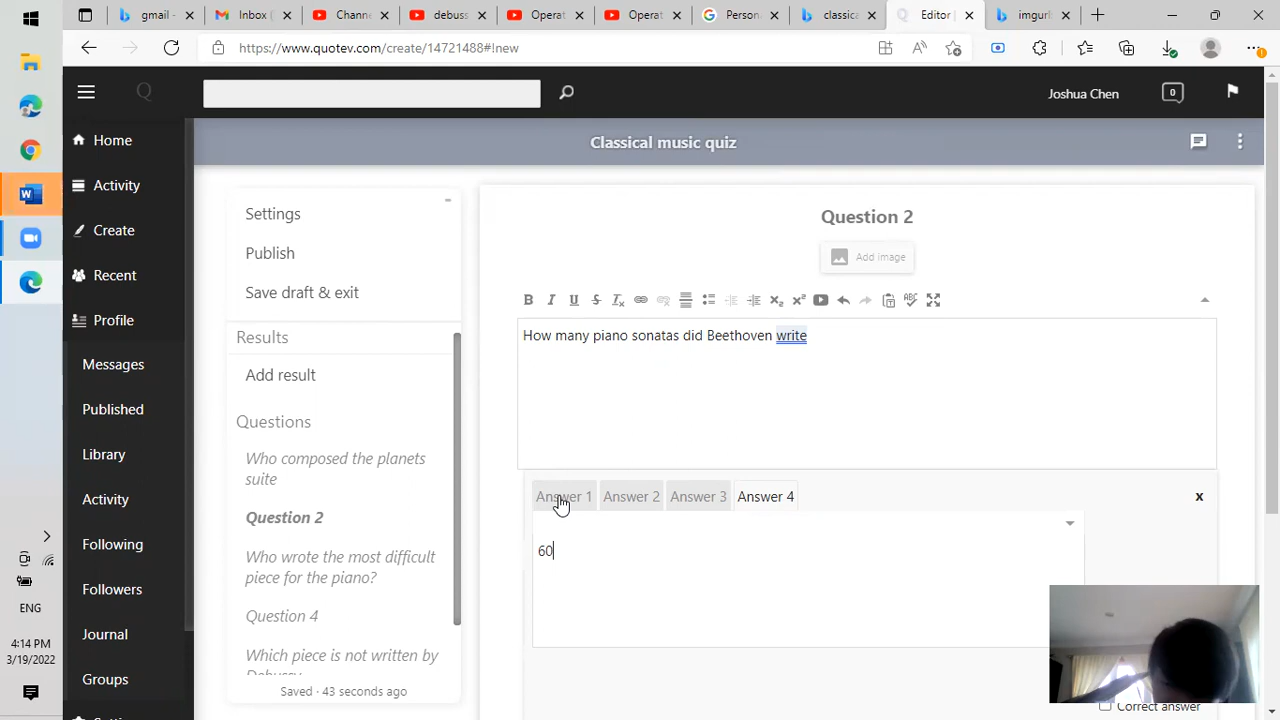 gmail -
Inbox (
Channe
debuss
Operat
Operat
Person
classica
Editor |
imgurl
https://www.quotev.com/create/14721488#!new
Q
Joshua Chen
0
Home
Activity
Create
Recent
Profile
Messages
Published
Library
Activity
Following
Followers
Journal
Groups
Classical music quiz
Settings
Publish
Save draft & exit
Results
Add result
Questions
Who composed the planets
suite
Question 2
Who wrote the most difficult
piece for the piano?
Question 4
Which piece is not written by
Debussy
Saved · 43 seconds ago
Question 2
Add image
How many piano sonatas did Beethoven write
Answer 1 Answer 2 Answer 3 Answer 4 x
60
Correct answer
ENG
4:14 PM
3/19/2022